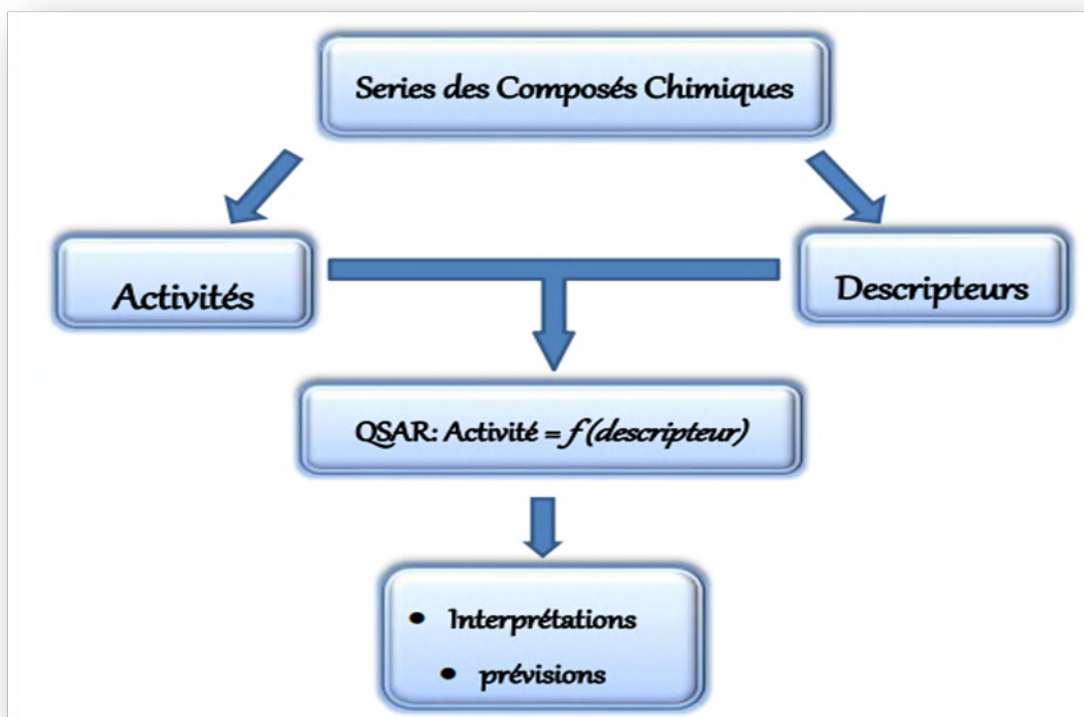 Series des Composés Chimiques
Activités
Descripteurs
QSAR: Activité = f (descripteur)
• Interprétations
• prévisions